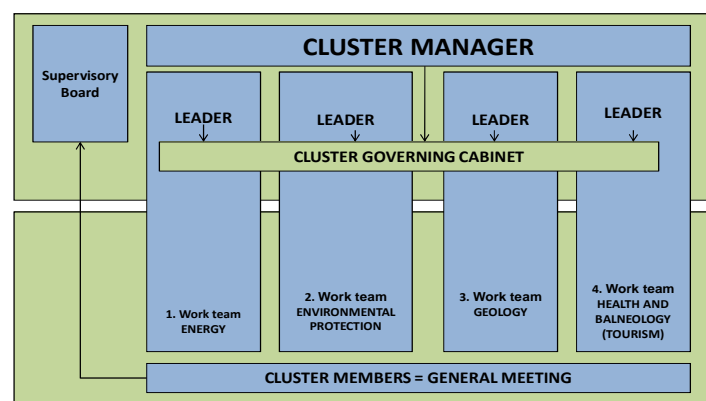 CLUSTER MANAGER
Supervisory
Board
LEADER
LEADER
LEADER
LEADER
CLUSTER GOVERNING CABINET
1. Work team
ENERGY
2. Work team
ENVIRONMENTAL
PROTECTION
3. Work team
GEOLOGY
4. Work team
HEALTH AND
BALNEOLOGY
(TOURISM)
CLUSTER MEMBERS = GENERAL MEETING